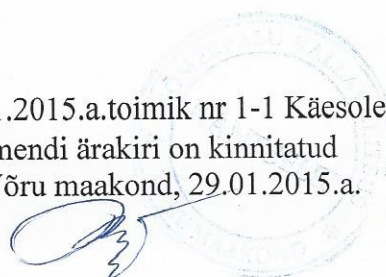 .2015.a.toimik nr 1-1 Käesole
mendi ärakiri on kinnitatud
Võru maakond, 29.01.2015.a.